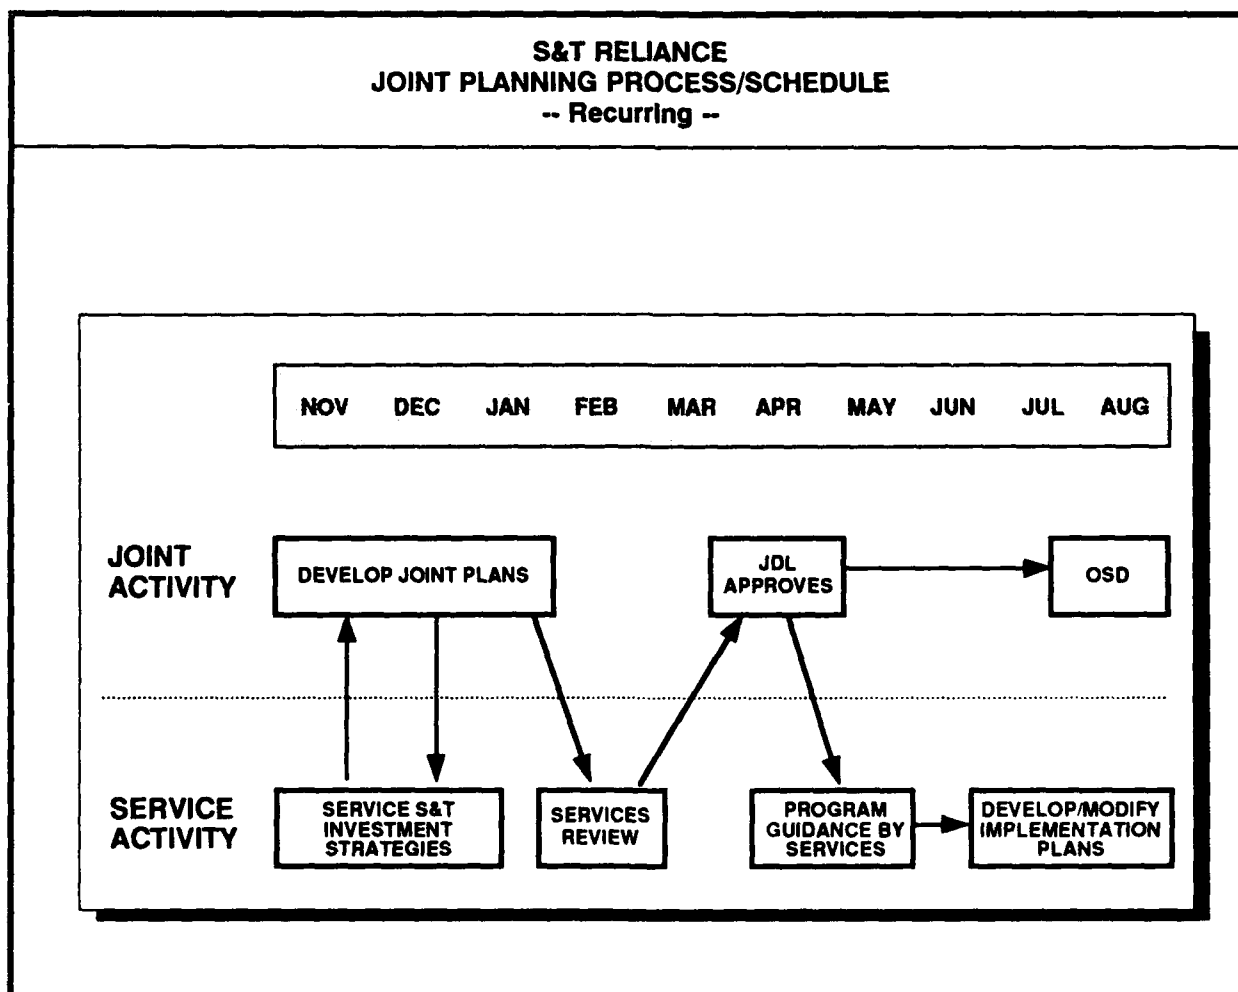 S&T RELIANCE
JOINT PLANNING PROCESS/SCHEDULE
-- Recurring --
NOV DEC JAN FEB MAR APR MAY JUN JUL AUG
JOINT
ACTIVITY
DEVELOP JOINT PLANS
JDL
APPROVES
OSD
SERVICE
ACTIVITY
SERVICE S&T
INVESTMENT
STRATEGIES
SERVICES
REVIEW
PROGRAM
GUIDANCE BY
SERVICES
DEVELOP/MODIFY
IMPLEMENTATION
PLANS